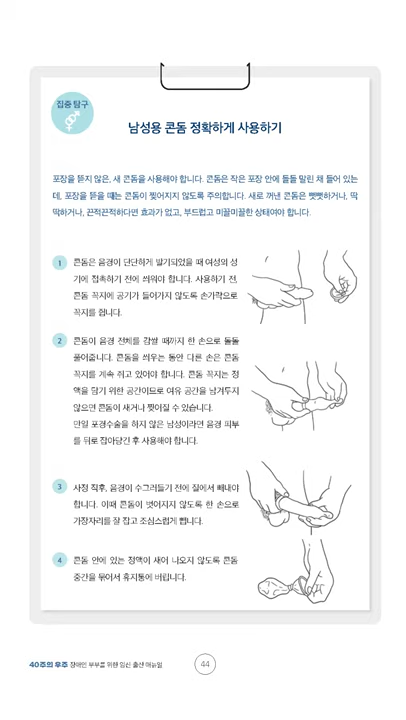 집중 탐구
남성용 콘돔 정확하게 사용하기
포장을 뜯지 않은, 새 콘돔을 사용해야 합니다. 콘돔은 작은 포장 안에 돌돌 말린 채 들어 있는
데, 포장을 뜯을 때는 콘돔이 찢어지지 않도록 주의합니다. 새로 꺼낸 콘돔은 뻣뻣하거나, 딱
딱하거나, 끈적끈적하다면 효과가 없고, 부드럽고 미끌미끌한 상태여야 합니다.
1 콘돔은 음경이 단단하게 발기되었을 때 여성의 성
기에 접촉하기 전에 씌워야 합니다. 사용하기 전,
콘돔 꼭지에 공기가 들어가지 않도록 손가락으로
꼭지를 쥡니다.
2 콘돔이 음경 전체를 감쌀 때까지 한 손으로 돌돌
풀어줍니다. 콘돔을 씌우는 동안 다른 손은 콘돔
꼭지를 계속 쥐고 있어야 합니다. 콘돔 꼭지는 정
액을 담기 위한 공간이므로 여유 공간을 남겨두지
않으면 콘돔이 새거나 찢어질 수 있습니다.
만일 포경수술을 하지 않은 남성이라면 음경 피부
를 뒤로 잡아당긴 후 사용해야 합니다.
3 사정 직후, 음경이 수그러들기 전에 질에서 빼내야
합니다. 이때 콘돔이 벗어지지 않도록 한 손으로
가장자리를 잘 잡고 조심스럽게 뺍니다.
4 콘돔 안에 있는 정액이 새어 나오지 않도록 콘돔
중간을 묶어서 휴지통에 버립니다.
40주의 우주 장애인 부부를 위한 임신 출산 매뉴얼
44